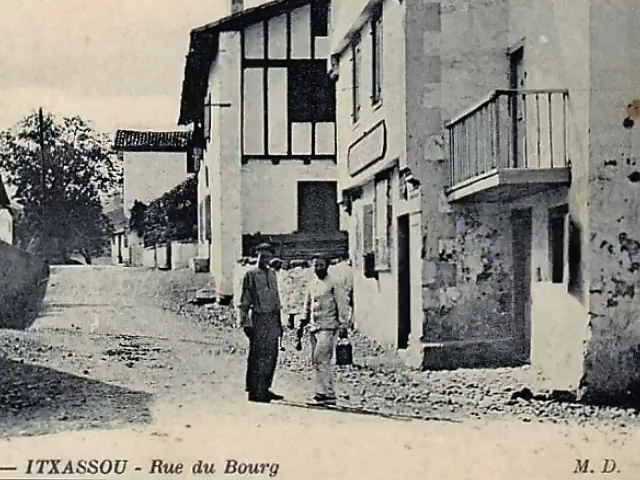 — ITXASSOU - Rue du Bourg
M. D.